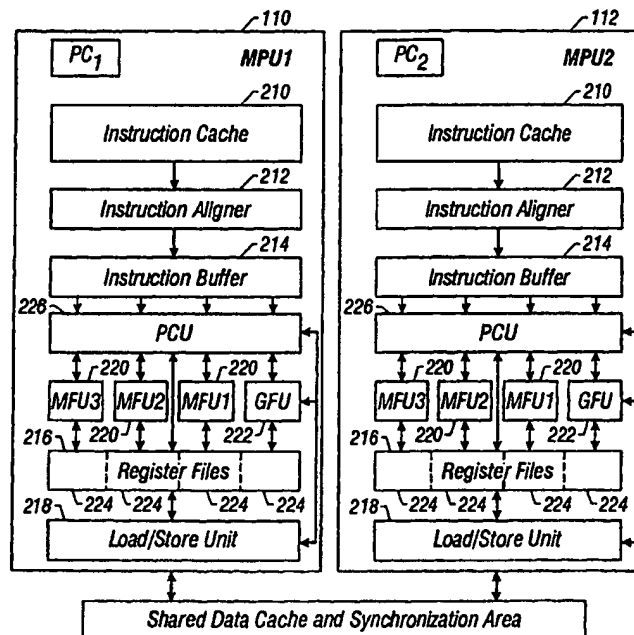 110
PC1
MPU1
210
Instruction Cache
212
Instruction Aligner
214
Instruction Buffer
226
PCU
220
220
MFU3
MFU2
MFU1
GFU
220
222
216
Register Files
224
224
224
224
218
Load/Store Unit
112
PC2
MPU2
210
Instruction Cache
212
Instruction Aligner
214
Instruction Buffer
226
PCU
220
220
MFU3
MFU2
MFU1
GFU
220
222
216
Register Files
224
224
224
224
218
Load/Store Unit
Shared Data Cache and Synchronization Area